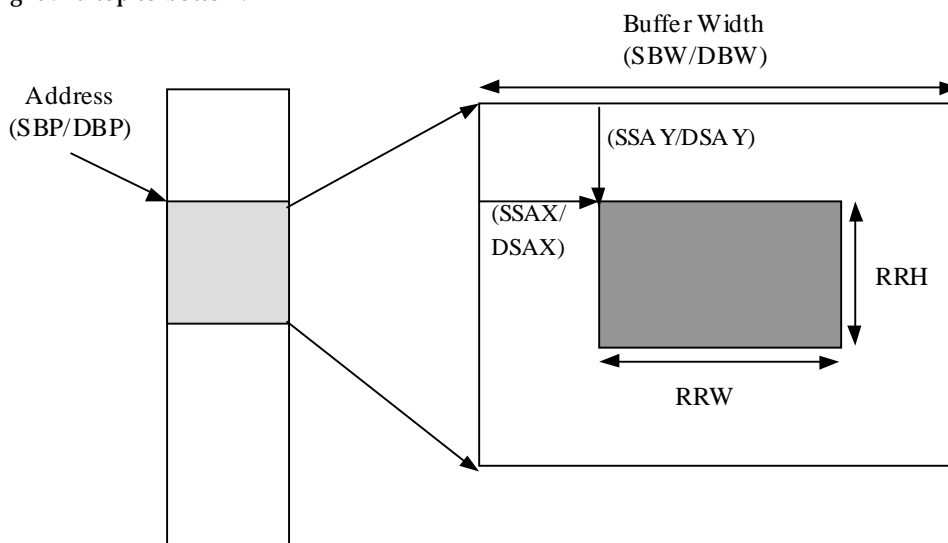 Buffer Width
(SBW/DBW)
Address
(SBP/DBP)
(SSAY/DSAY)
(SSAX/
DSAX)
RRH
RRW